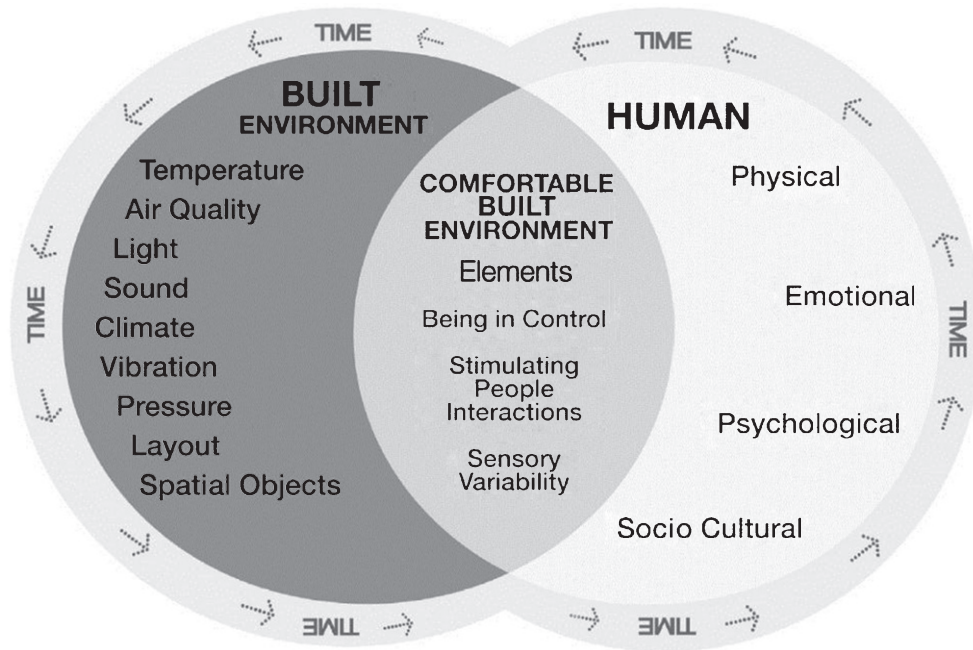 TIME
TIME
BUILT
ENVIRONMENT
Temperature
Air Quality
Light
Sound
Climate
Vibration
Pressure
Layout
Spatial Objects
COMFORTABLE
BUILT
ENVIRONMENT
Elements
Being in Control
Stimulating
People
Interactions
Sensory
Variability
HUMAN
Physical
Emotional
Psychological
Socio Cultural
TIME
TIME
TIME
TIME